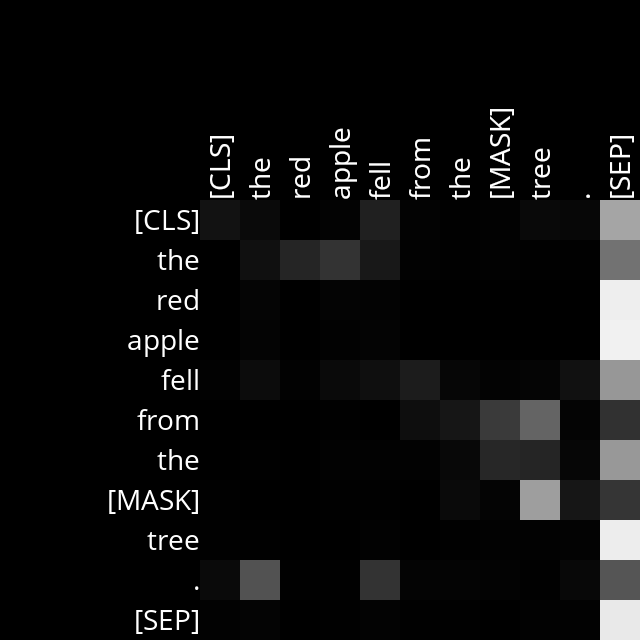 [CLS] the red apple fell from the [MASK] tree . [SEP]
[CLS]
the
red
apple
fell
from
the
[MASK]
tree
.
[SEP]